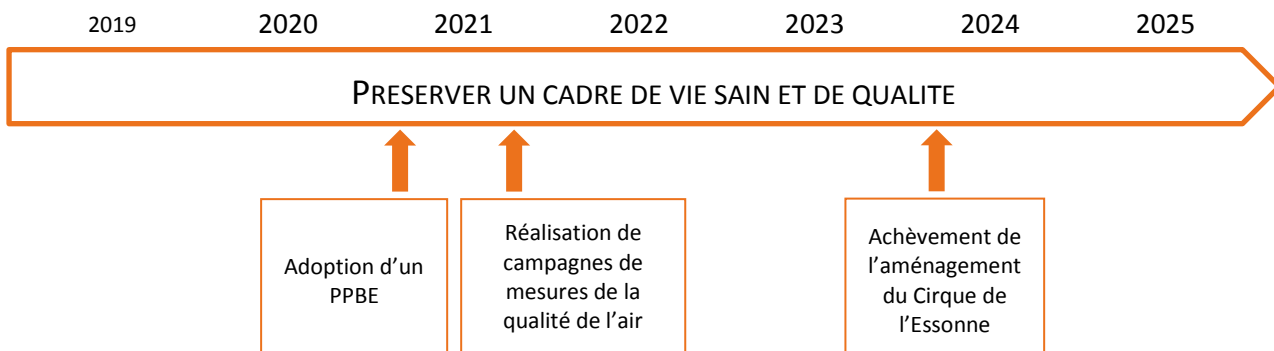 2019 2020 2021 2022 2023 2024 2025
PRESERVER UN CADRE DE VIE SAIN ET DE QUALITE
Adoption d’un
PPBE
Réalisation de
campagnes de
mesures de la
qualité de l’air
Achèvement de
l’aménagement
du Cirque de
l’Essonne